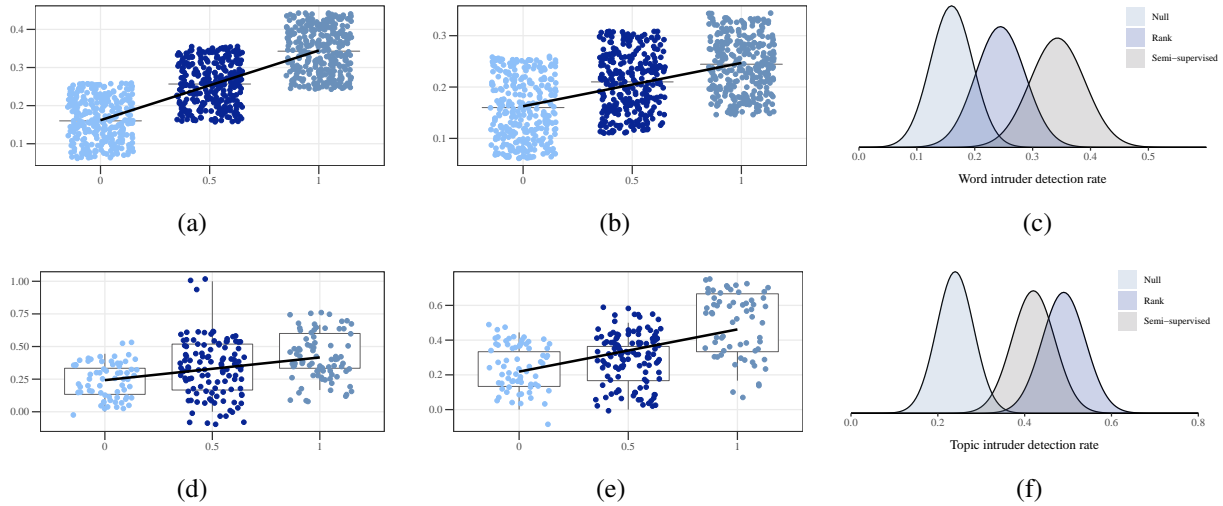 0.4
0.3
0.2
0.1
0
0.5
1
(a)
0.3
0.2
0.1
0
0.5
1
(b)
Null
Rank
Semi−supervised
0.0
0.1
0.2
0.3
0.4
0.5
Word intruder detection rate
(c)
1.00
0.75
0.50
0.25
0.00
0
0.5
1
(d)
0.6
0.4
0.2
0.0
0
0.5
1
(e)
Null
Rank
Semi−supervised
0.0
0.2
0.4
0.6
0.8
Topic intruder detection rate
(f)